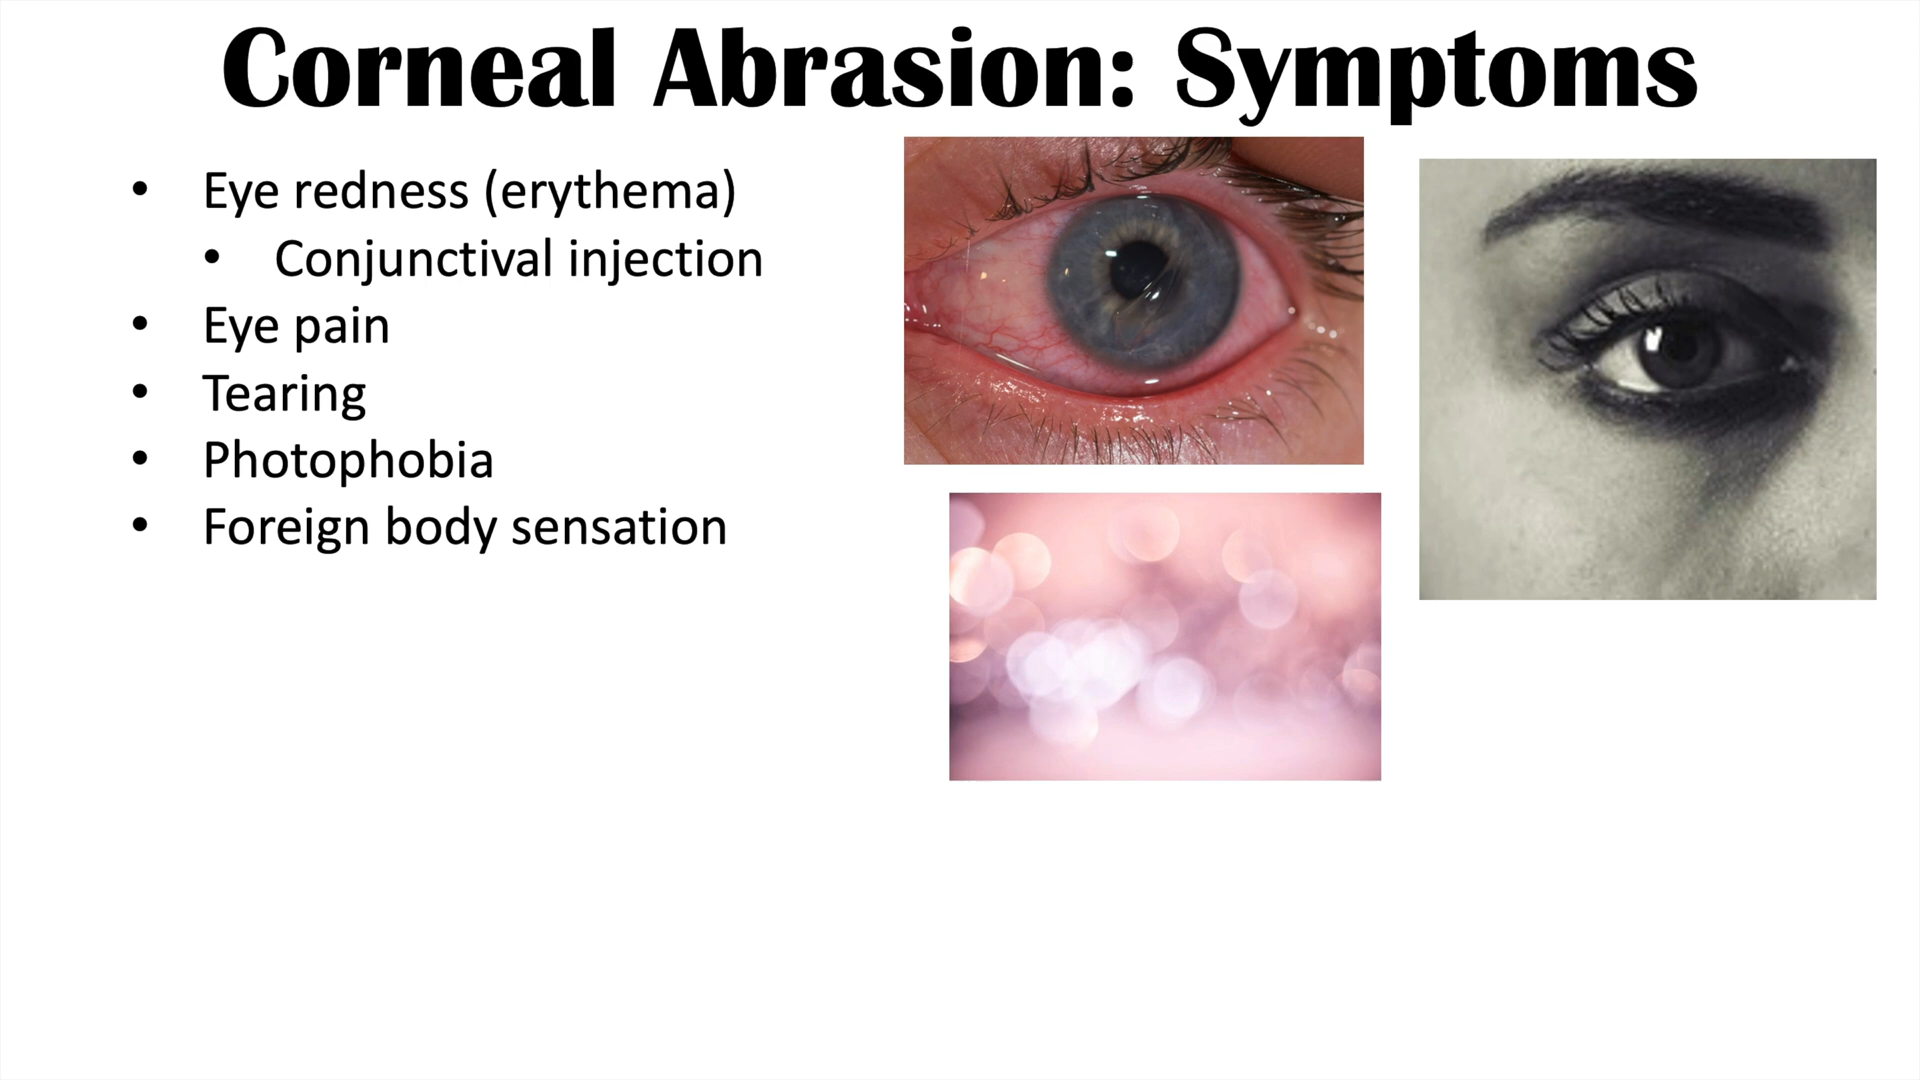 Corneal Abrasion: Symptoms
• Eye redness (erythema)
• Conjunctival injection
• Eye pain
• Tearing
• Photophobia
• Foreign body sensation